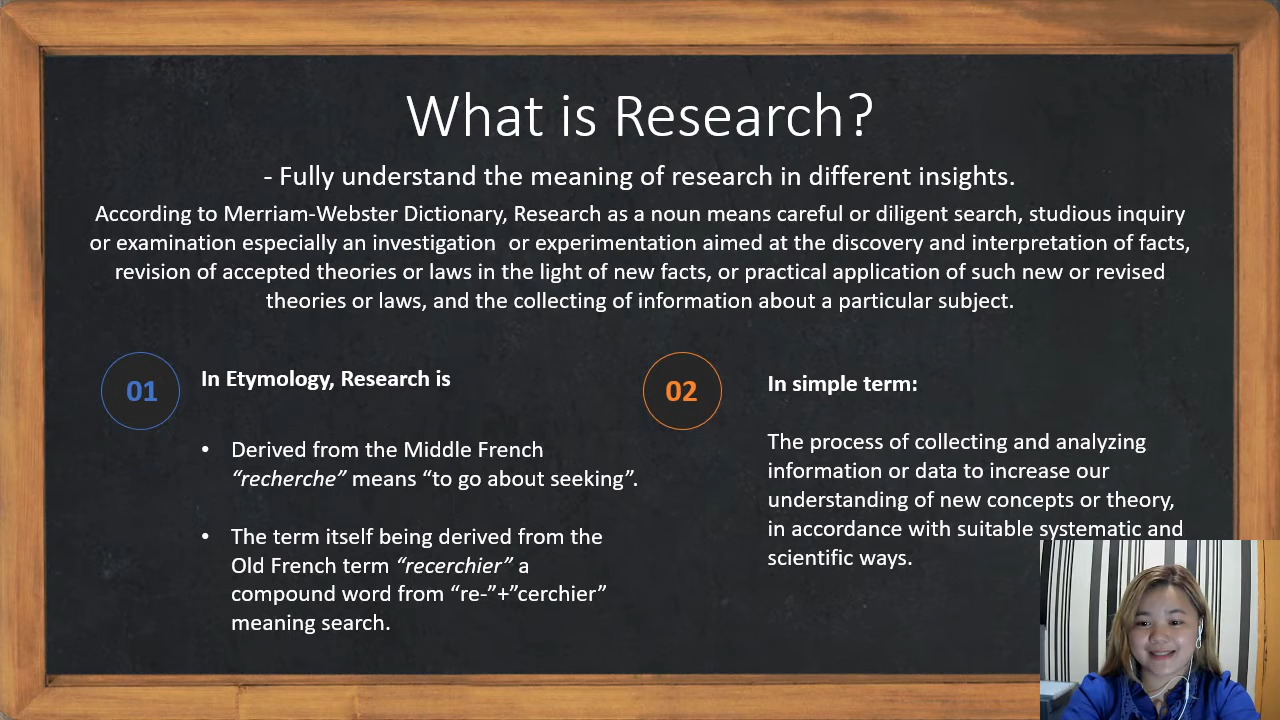 What is Research?
- Fully understand the meaning of research in different insights.
According to Merriam-Webster Dictionary, Research as a noun means careful or diligent search, studious inquiry
or examination especially an investigation  or experimentation aimed at the discovery and interpretation of facts,
revision of accepted theories or laws in the light of new facts, or practical application of such new or revised
theories or laws, and the collecting of information about a particular subject.
01
In Etymology, Research is
• Derived from the Middle French
“recherche” means “to go about seeking”.
• The term itself being derived from the
Old French term “recerchier” a
compound word from “re-”+”cerchier”
meaning search.
02
In simple term:
The process of collecting and analyzing
information or data to increase our
understanding of new concepts or theory,
in accordance with suitable systematic and
scientific ways.